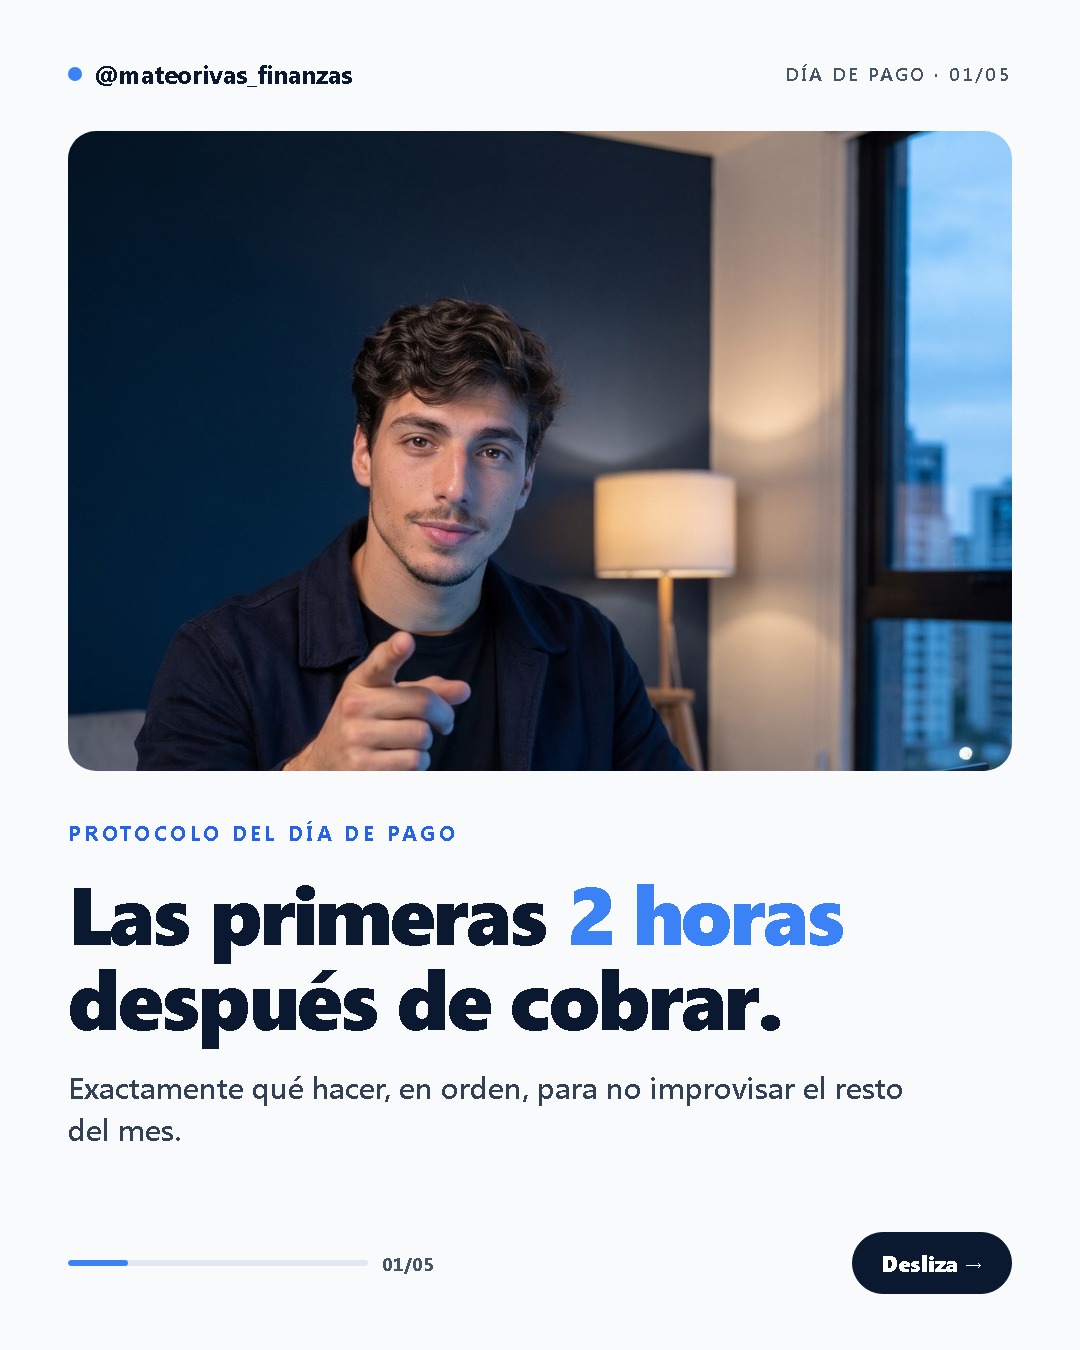 @mateorivas_finanzas
DÍA DE PAGO · 01/05
PROTOCOLO DEL DÍA DE PAGO
Las primeras 2 horas
después de cobrar.
Exactamente qué hacer, en orden, para no improvisar el resto
del mes.
01/05
Desliza →